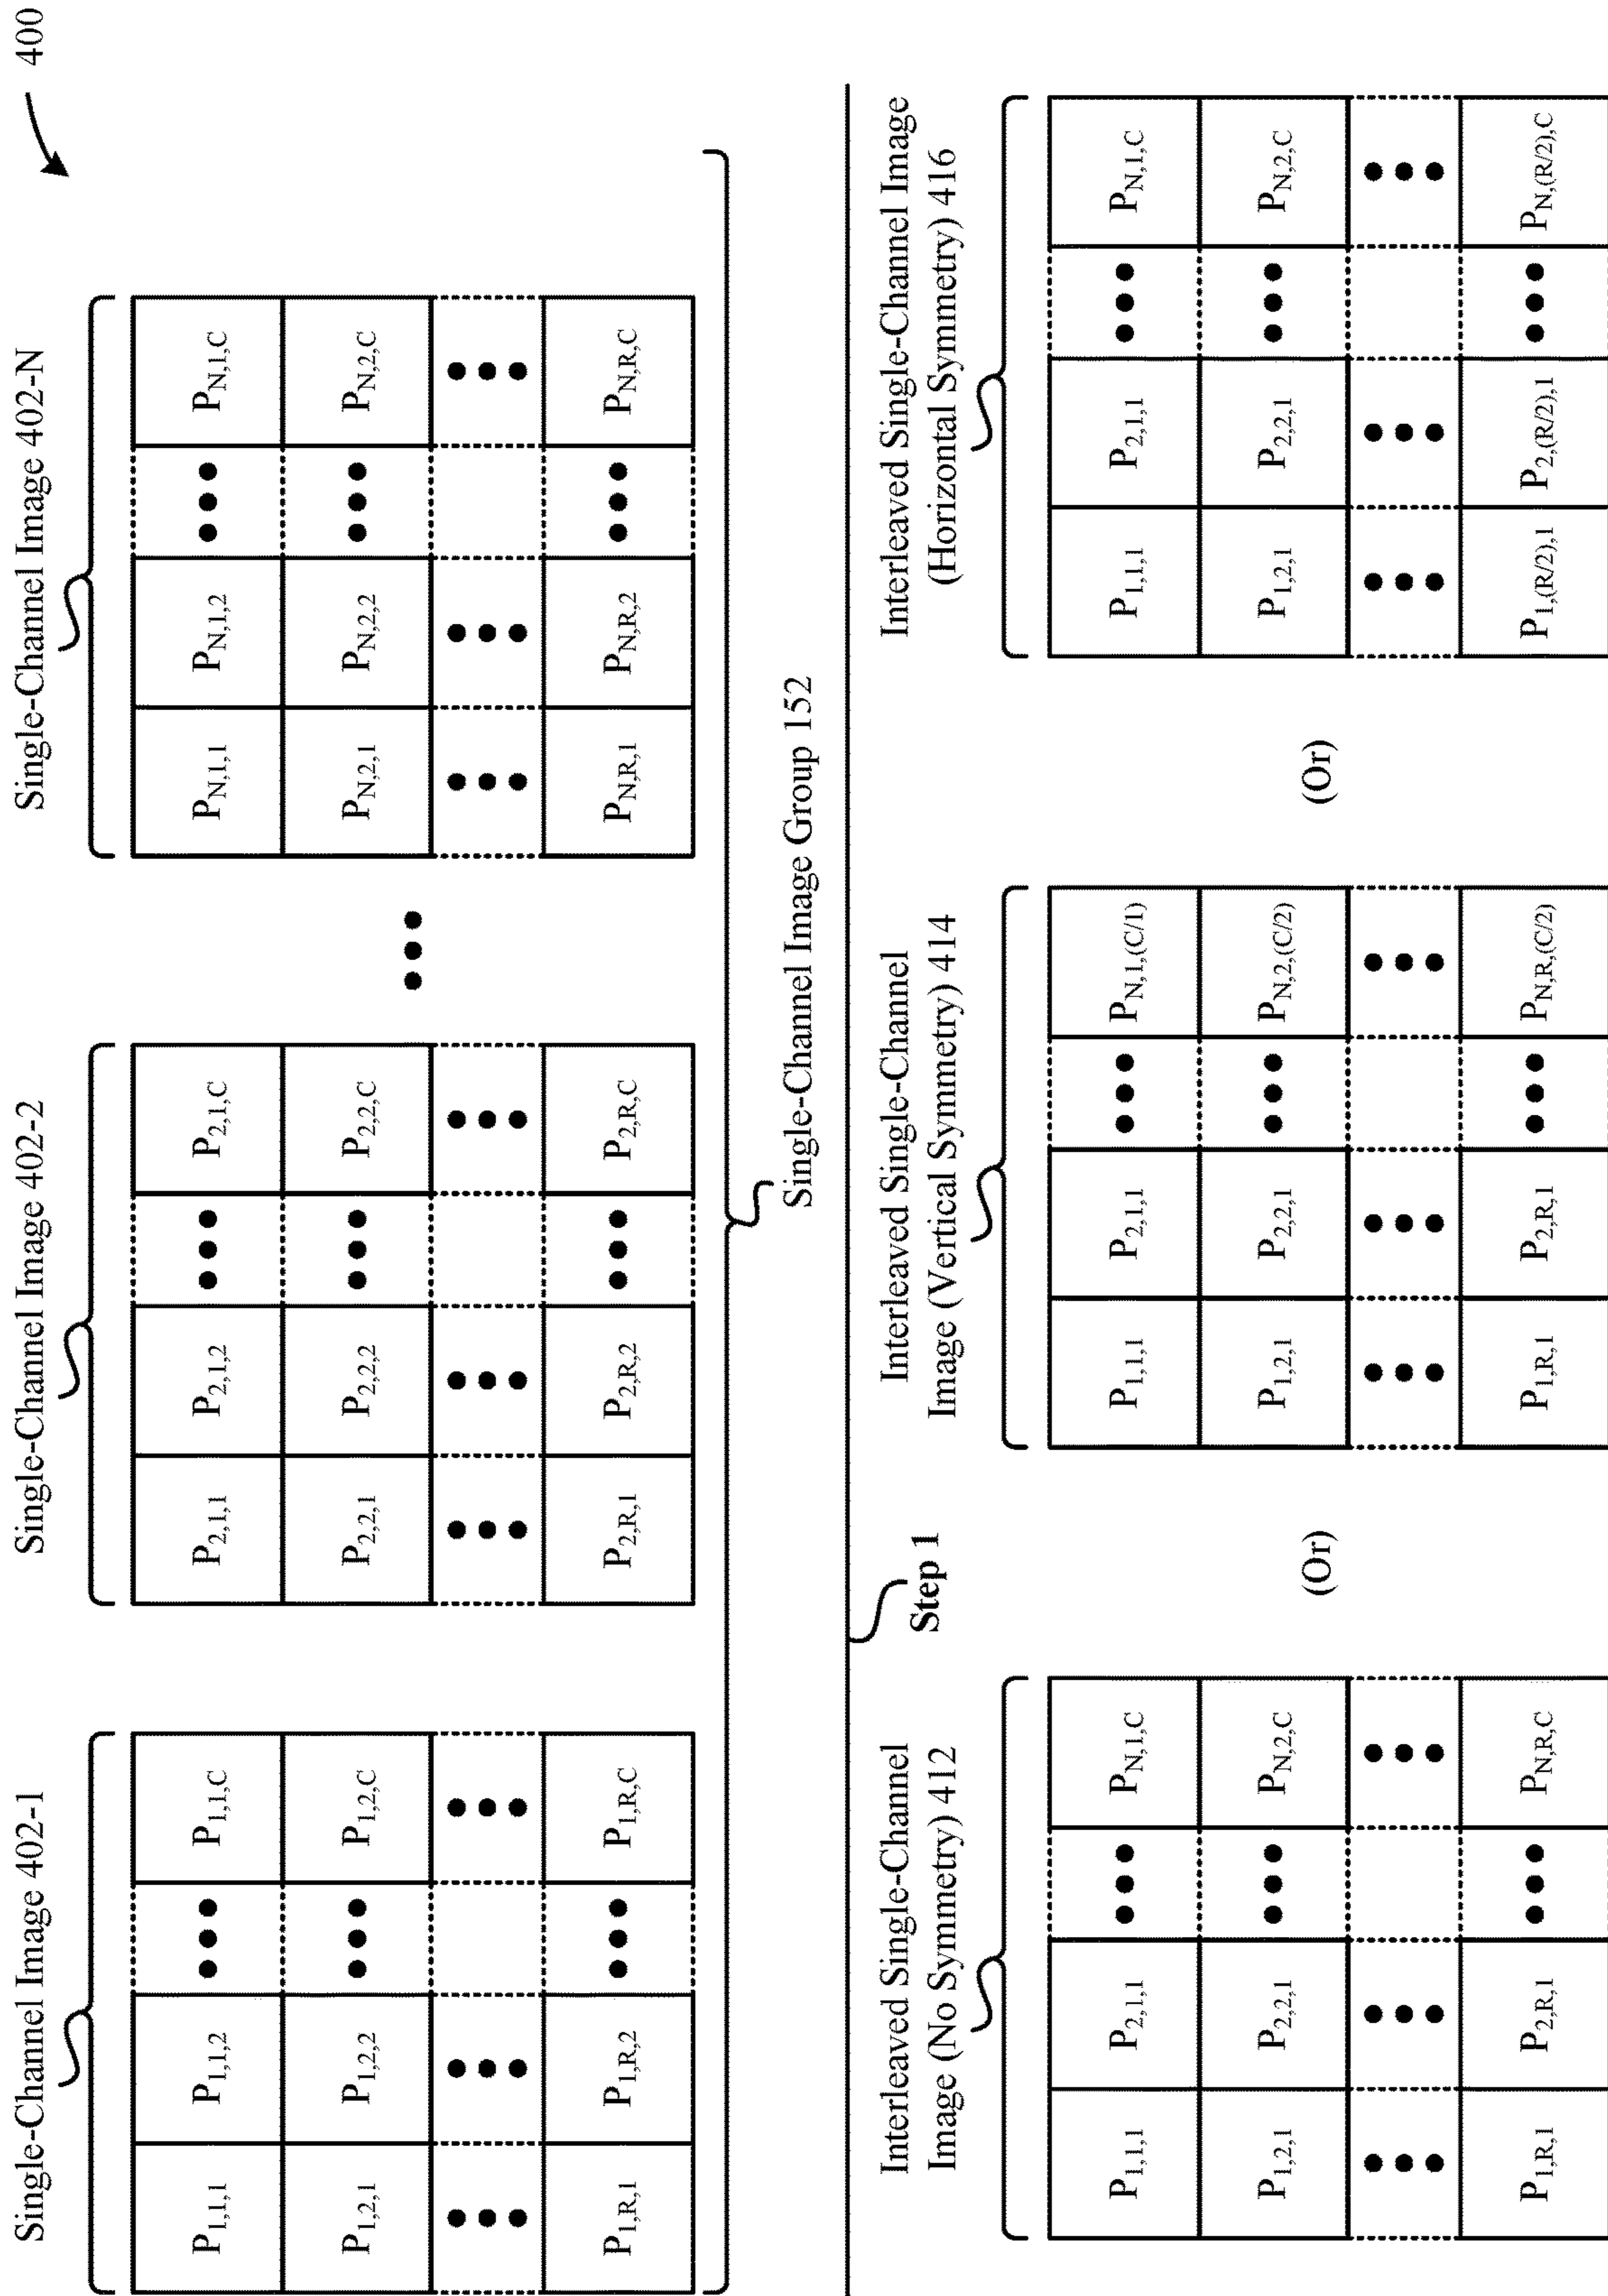 400
Single-Channel Image 402-1
P1,1,1 P1,1,2 ••• P1,1,C
P1,2,1 P1,2,2 ••• P1,2,C
••• ••• •••
P1,R,1 P1,R,2 ••• P1,R,C
Single-Channel Image 402-2
P2,1,1 P2,1,2 ••• P2,1,C
P2,2,1 P2,2,2 ••• P2,2,C
••• ••• •••
P2,R,1 P2,R,2 ••• P2,R,C
•••
Single-Channel Image 402-N
PN,1,1 PN,1,2 ••• PN,1,C
PN,2,1 PN,2,2 ••• PN,2,C
••• ••• •••
PN,R,1 PN,R,2 ••• PN,R,C
Single-Channel Image Group 152
Step 1
Interleaved Single-Channel
Image (No Symmetry) 412
P1,1,1 P2,1,1 ••• PN,1,C
P1,2,1 P2,2,1 ••• PN,2,C
••• ••• •••
P1,R,1 P2,R,1 ••• PN,R,C
(Or)
Interleaved Single-Channel
Image (Vertical Symmetry) 414
P1,1,1 P2,1,1 ••• PN,1,(C/1)
P1,2,1 P2,2,1 ••• PN,2,(C/2)
••• ••• •••
P1,R,1 P2,R,1 ••• PN,R,(C/2)
(Or)
Interleaved Single-Channel Image
(Horizontal Symmetry) 416
P1,1,1 P2,1,1 ••• PN,1,C
P1,2,1 P2,2,1 ••• PN,2,C
••• ••• •••
P1,(R/2),1 P2,(R/2),1 ••• PN,(R/2),C